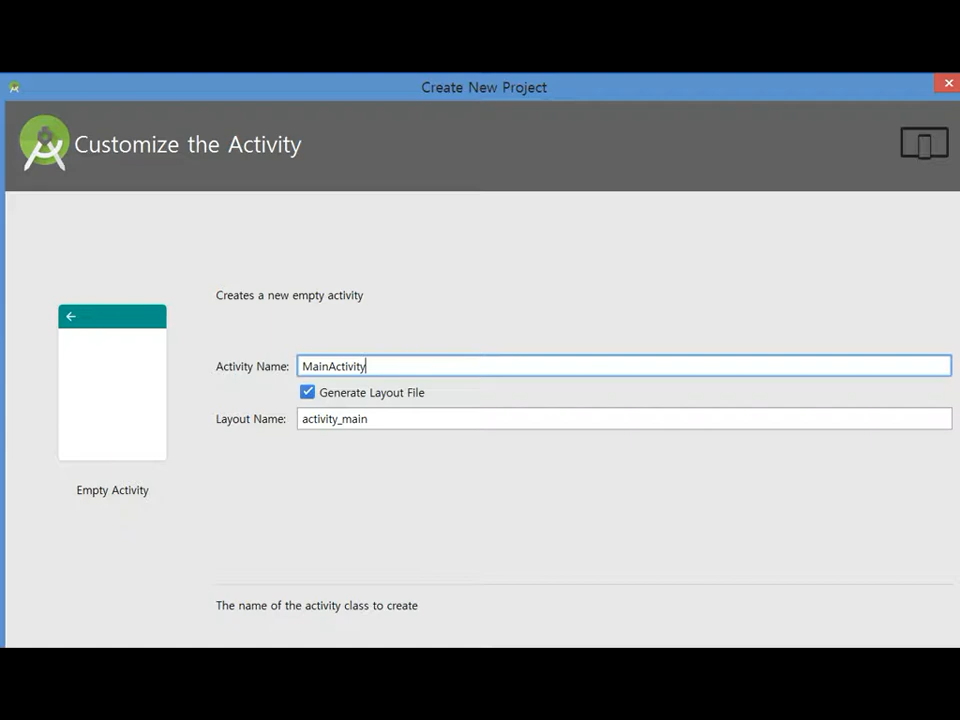 Create New Project
Customize the Activity
Creates a new empty activity
Activity Name: MainActivity
Generate Layout File
Layout Name: activity_main
Empty Activity
The name of the activity class to create